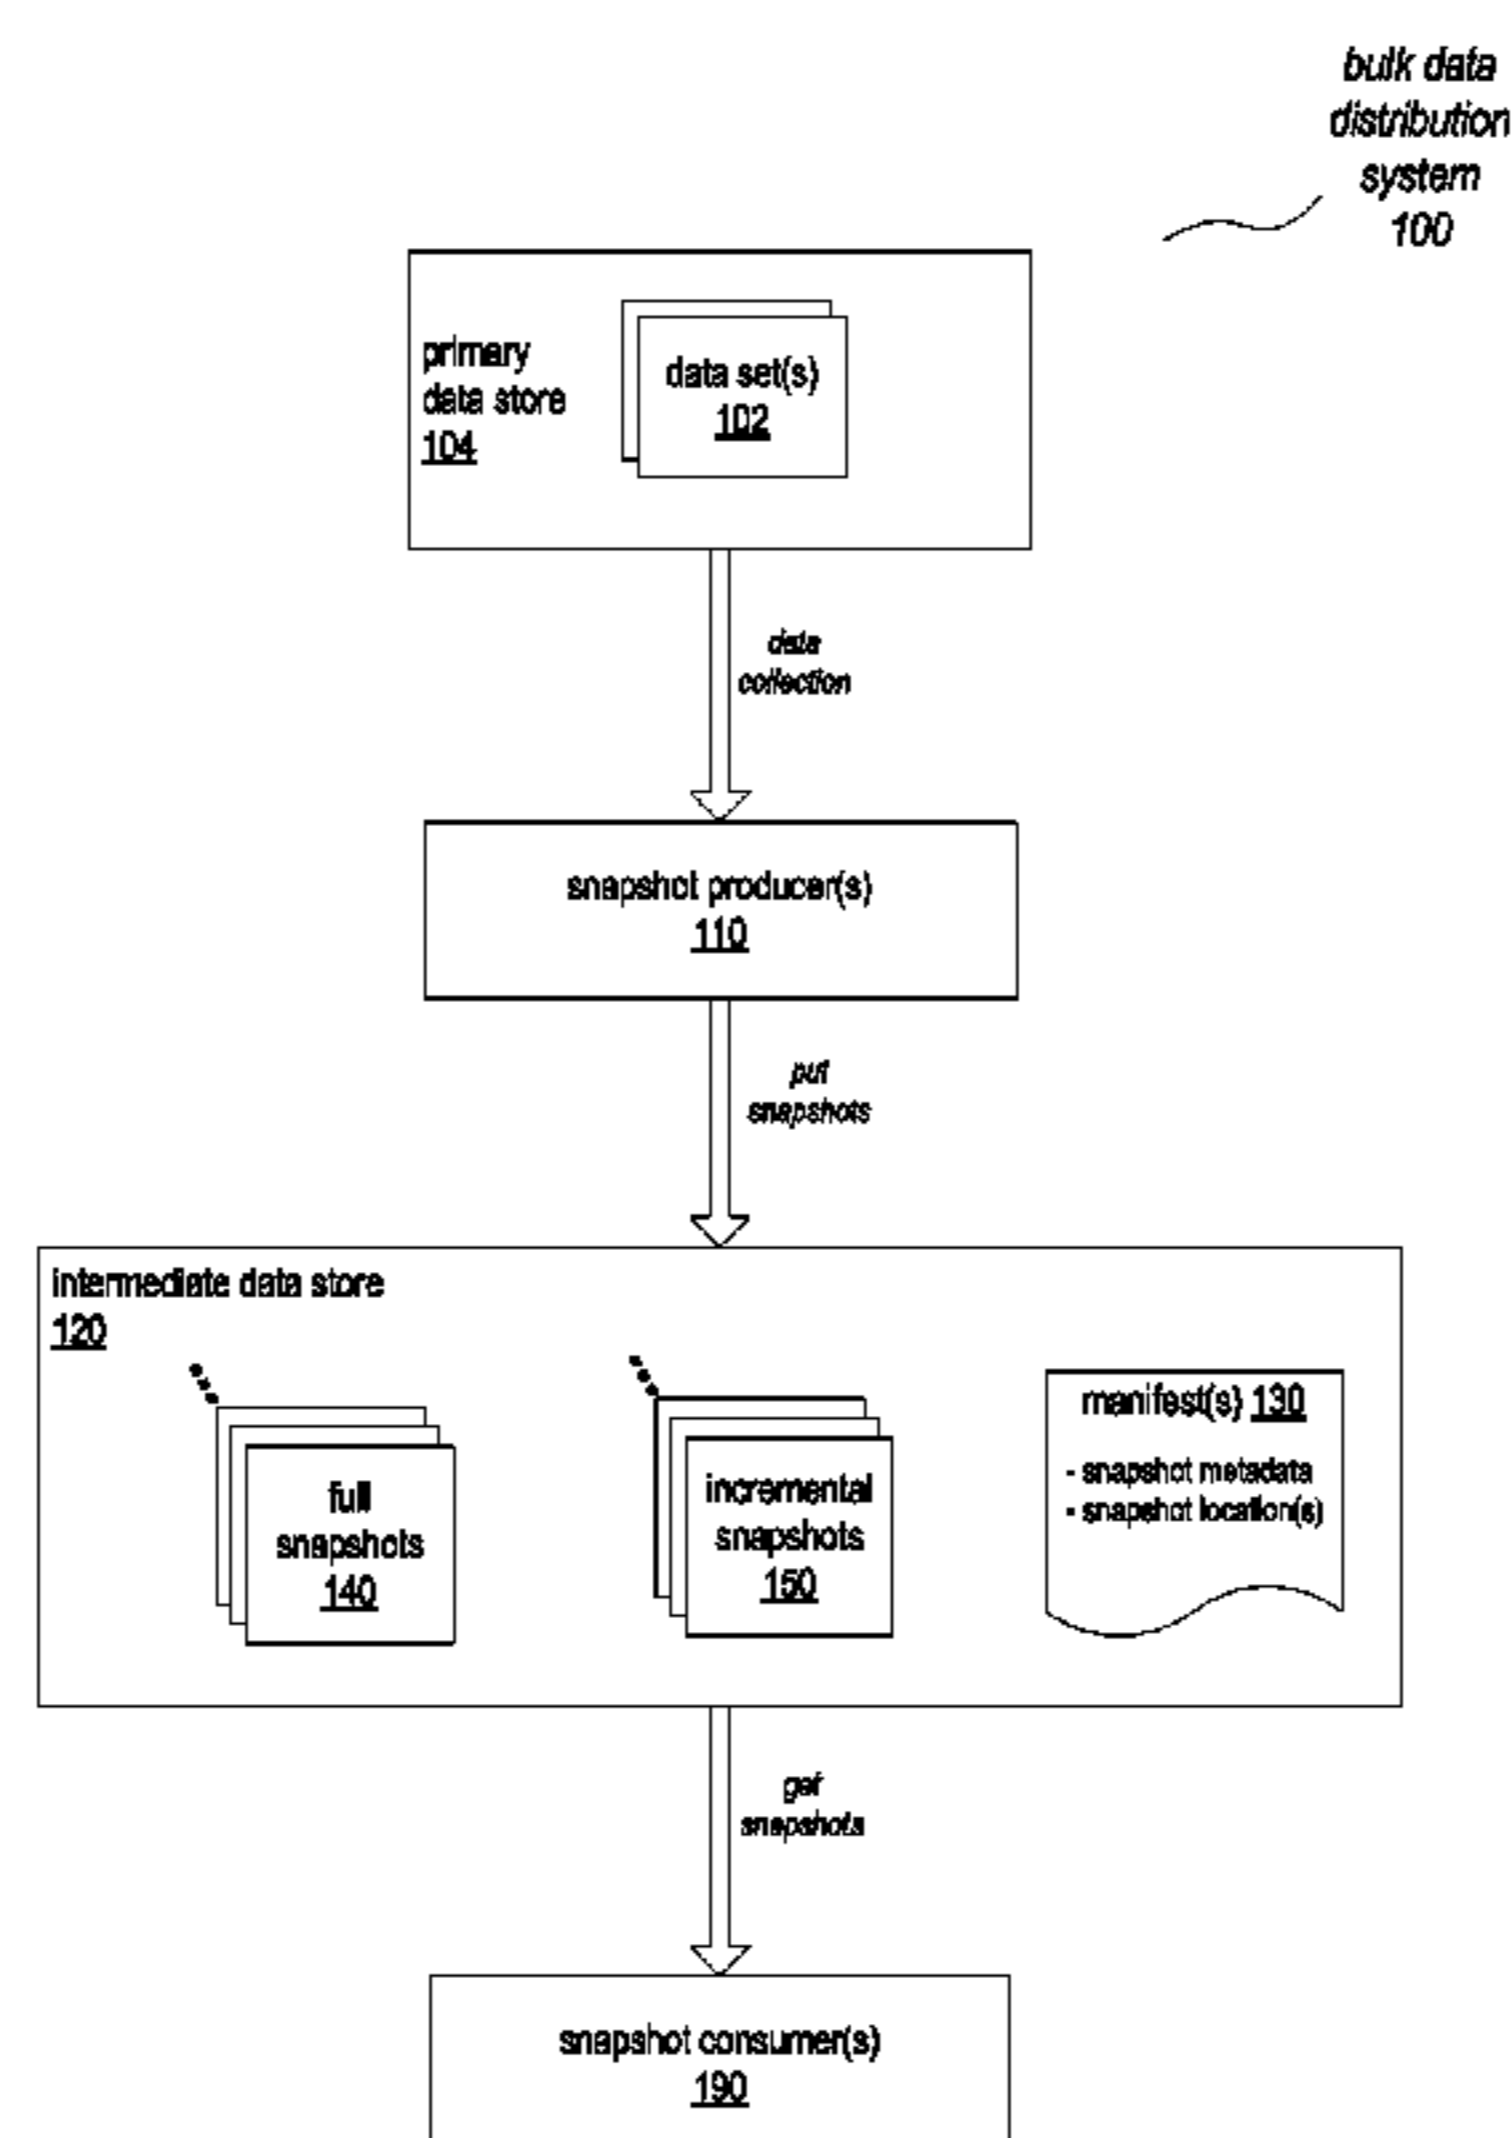 bulk data
distribution
system
100
primary
data store
104
data set(s)
102
data
collection
snapshot producer(s)
110
put
snapshots
intermediate data store
120
full
snapshots
140
incremental
snapshots
150
manifest(s) 130
- snapshot metadata
- snapshot location(s)
get
snapshots
snapshot consumer(s)
190